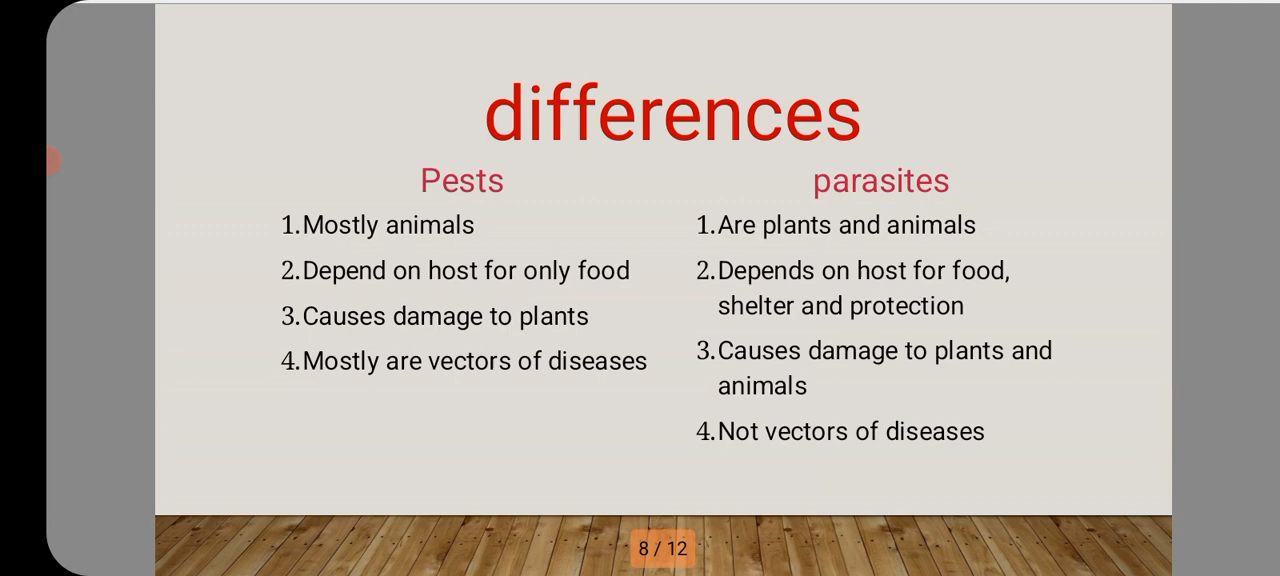 differences
Pests
1.Mostly animals
2.Depend on host for only food
3.Causes damage to plants
4.Mostly are vectors of diseases
parasites
1.Are plants and animals
2.Depends on host for food,
shelter and protection
3.Causes damage to plants and
animals
4.Not vectors of diseases
8 / 12